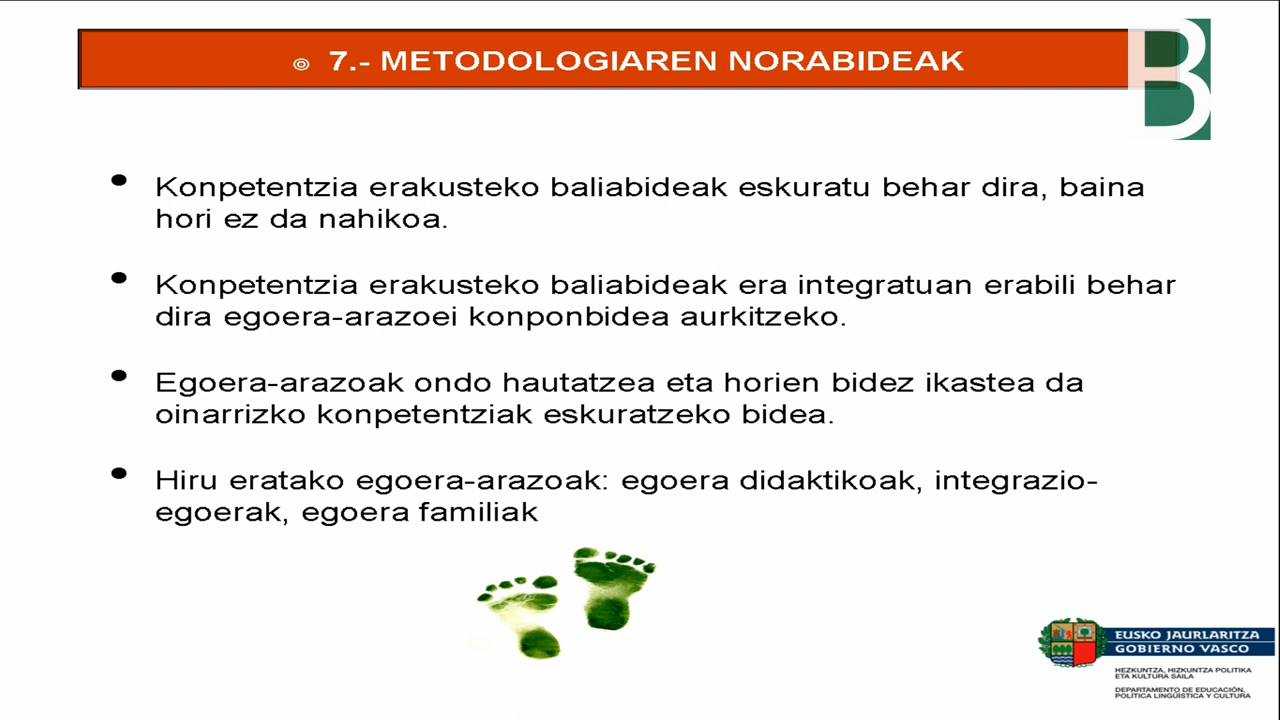 7.- METODOLOGIAREN NORABIDEAK
B
• Konpetentzia erakusteko baliabideak eskuratu behar dira, baina
hori ez da nahikoa.
• Konpetentzia erakusteko baliabideak era integratuan erabili behar
dira egoera-arazoei konponbidea aurkitzeko.
• Egoera-arazoak ondo hautatzea eta horien bidez ikastea da
oinarrizko konpetentziak eskuratzeko bidea.
• Hiru eratako egoera-arazoak: egoera didaktikoak, integrazio-
egoerak, egoera familiak
EUSKO JAURLARITZA
GOBIERNO VASCO
HEZKUNTZA, HIZKUNTZA POLITIKA
ETA KULTURA SAILA
DEPARTAMENTO DE EDUCACIÓN,
POLÍTICA LINGÜÍSTICA Y CULTURA